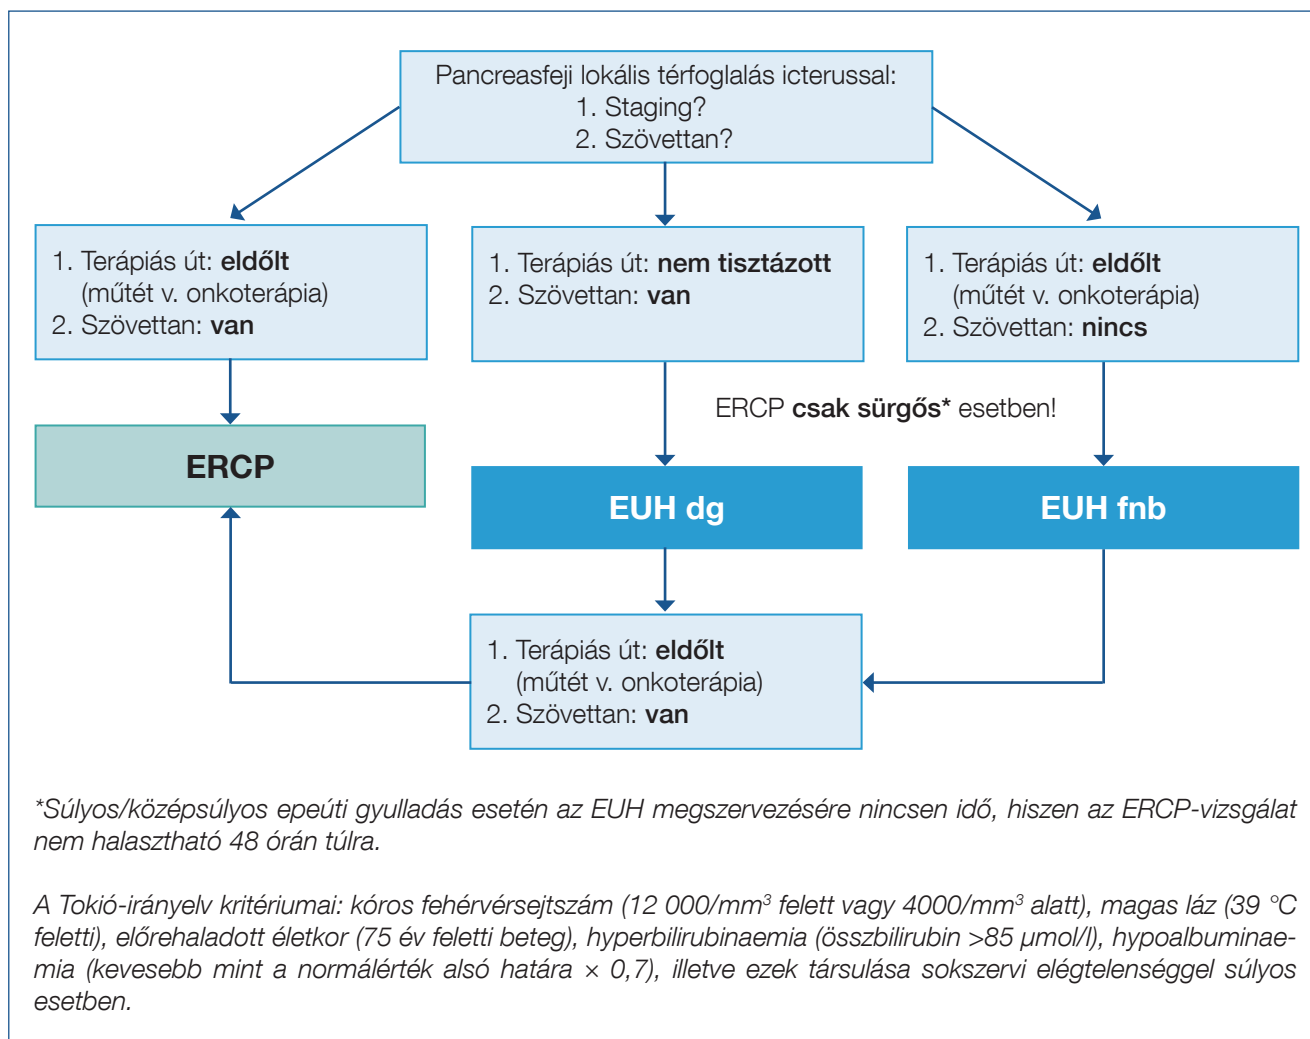 Pancreasfeji lokális térfoglalás icterussal:
1. Staging?
2. Szövettan?
1. Terápiás út: eldőlt
(műtét v. onkoterápia)
2. Szövettan: van
1. Terápiás út: nem tisztázott
2. Szövettan: van
1. Terápiás út: eldőlt
(műtét v. onkoterápia)
2. Szövettan: nincs
ERCP csak sürgős* esetben!
ERCP
EUH dg
EUH fnb
1. Terápiás út: eldőlt
(műtét v. onkoterápia)
2. Szövettan: van
*Súlyos/középsúlyos epeúti gyulladás esetén az EUH megszervezésére nincsen idő, hiszen az ERCP-vizsgálat
nem halasztható 48 órán túlra.
A Tokió-irányelv kritériumai: kóros fehérvérsejtszám (12 000/mm³ felett vagy 4000/mm³ alatt), magas láz (39 °C
feletti), előrehaladott életkor (75 év feletti beteg), hyperbilirubinaemia (összbilirubin >85 µmol/l), hypoalbuminae-
mia (kevesebb mint a normálérték alsó határa × 0,7), illetve ezek társulása sokszervi elégtelenséggel súlyos
esetben.